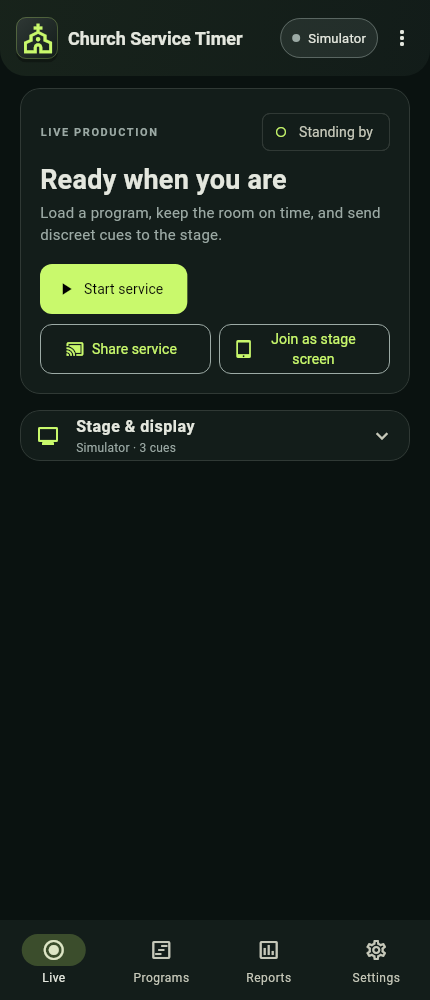 Church Service Timer
Simulator
LIVE PRODUCTION
Standing by
Ready when you are
Load a program, keep the room on time, and send
discreet cues to the stage.
Start service
Share service
Join as stage
screen
Stage & display
Simulator · 3 cues
Live
Programs
Reports
Settings